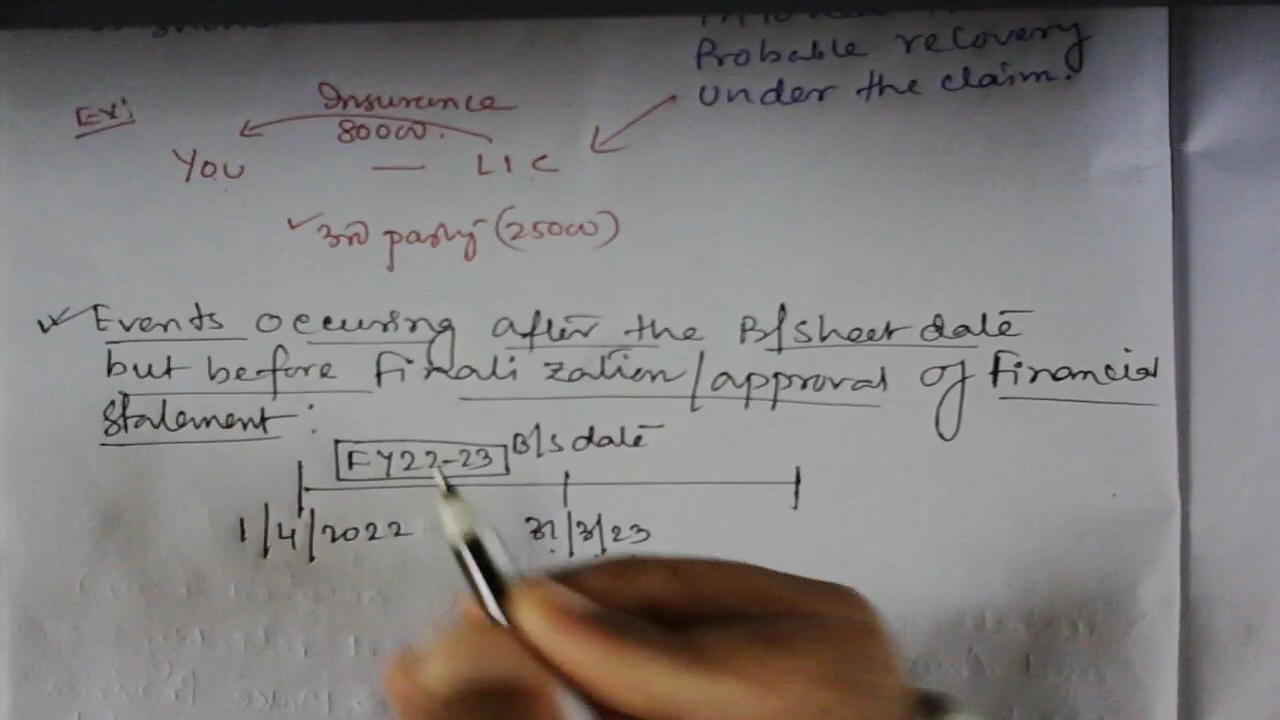 Probable recovery
under the claim.
Ex:
Insurance
80000.
You — LIC
✓ 3rd party (25000)
✓ Events occuring after the B/sheet date
but before Finalization/approval of Financial
Statement:
FY22-23 B/s date
1/4/2022 31/3/23